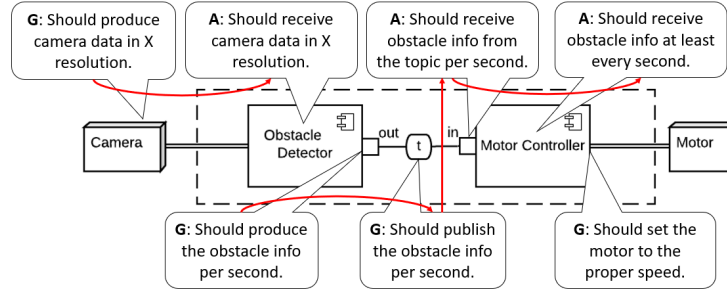 G: Should produce
camera data in X
resolution.
A: Should receive
camera data in X
resolution.
A: Should receive
obstacle info from
the topic per second.
A: Should receive
obstacle info at least
every second.
Camera
Obstacle
Detector
out
t
in
Motor Controller
Motor
G: Should produce
the obstacle info
per second.
G: Should publish
the obstacle info
per second.
G: Should set the
motor to the
proper speed.